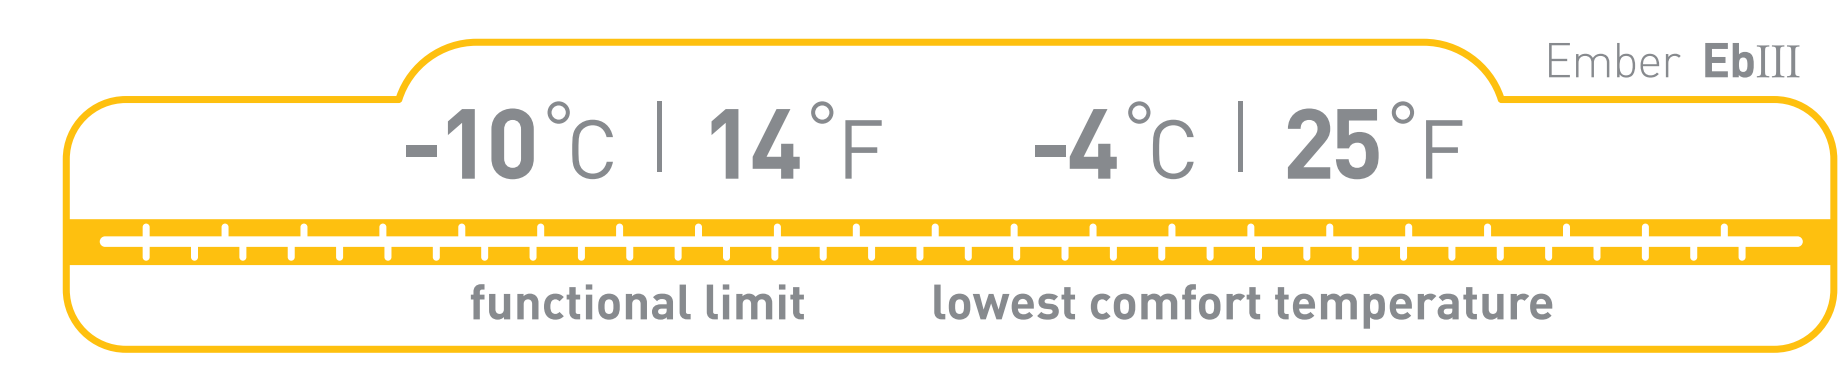 Ember EbIII
-10°C | 14°F -4°C | 25°F
functional limit lowest comfort temperature